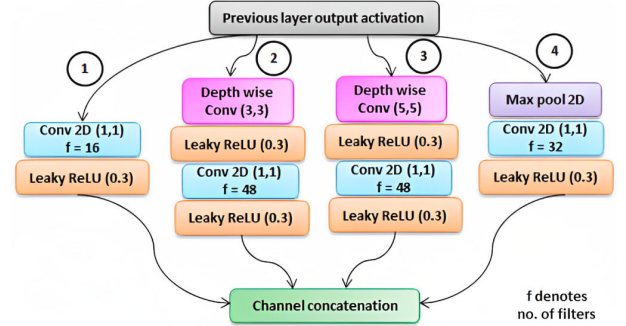 Previous layer output activation
1
2
3
4
Conv 2D (1,1)
f = 16
Leaky ReLU (0.3)
Depth wise
Conv (3,3)
Leaky ReLU (0.3)
Conv 2D (1,1)
f = 48
Leaky ReLU (0.3)
Depth wise
Conv (5,5)
Leaky ReLU (0.3)
Conv 2D (1,1)
f = 48
Leaky ReLU (0.3)
Max pool 2D
Conv 2D (1,1)
f = 32
Leaky ReLU (0.3)
Channel concatenation
f denotes
no. of filters